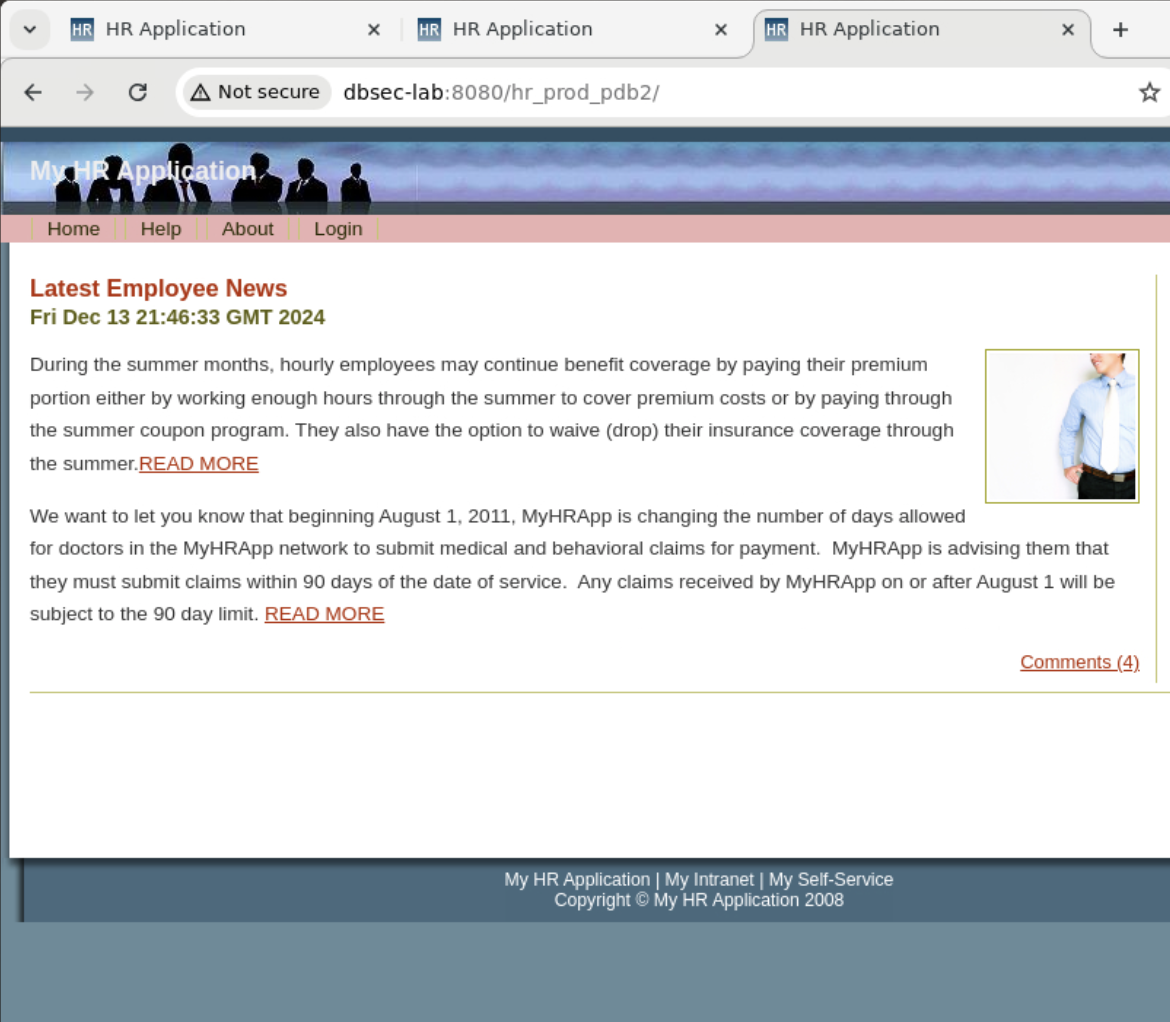 HR HR Application
HR HR Application
HR HR Application
Not secure dbsec-lab:8080/hr_prod_pdb2/
My HR Application
Home Help About Login
Latest Employee News
Fri Dec 13 21:46:33 GMT 2024
During the summer months, hourly employees may continue benefit coverage by paying their premium
portion either by working enough hours through the summer to cover premium costs or by paying through
the summer coupon program. They also have the option to waive (drop) their insurance coverage through
the summer.READ MORE
We want to let you know that beginning August 1, 2011, MyHRApp is changing the number of days allowed
for doctors in the MyHRApp network to submit medical and behavioral claims for payment.  MyHRApp is advising them that
they must submit claims within 90 days of the date of service.  Any claims received by MyHRApp on or after August 1 will be
subject to the 90 day limit. READ MORE
Comments (4)
My HR Application | My Intranet | My Self-Service
Copyright © My HR Application 2008